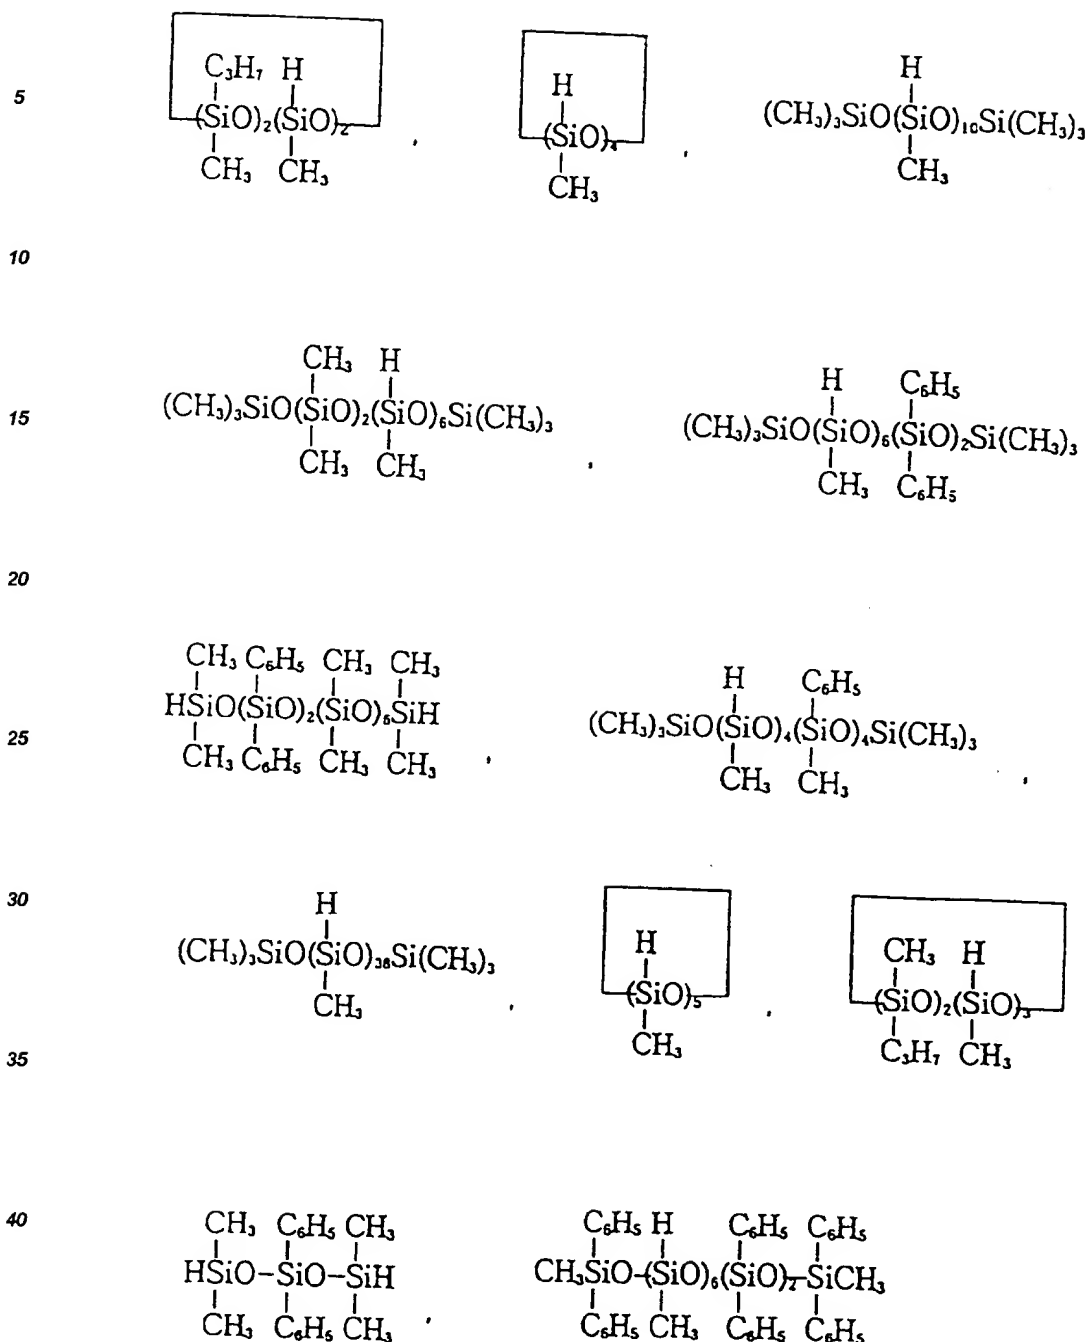 C₃H₇ H
5 (SiO)₂(SiO)₂ ,
CH₃ CH₃
H
(SiO)₄ ,
CH₃
H
(CH₃)₃SiO(SiO)₁₀Si(CH₃)₃
CH₃
10
CH₃ H
15 (CH₃)₃SiO(SiO)₂(SiO)₆Si(CH₃)₃
CH₃ CH₃ ,
H C₆H₅
(CH₃)₃SiO(SiO)₆(SiO)₂Si(CH₃)₃
CH₃ C₆H₅
20
CH₃ C₆H₅ CH₃ CH₃
25 HSiO(SiO)₂(SiO)₆SiH
CH₃ C₆H₅ CH₃ CH₃ ,
H C₆H₅
(CH₃)₃SiO(SiO)₄(SiO)₄Si(CH₃)₃
CH₃ CH₃ ,
30
H
(CH₃)₃SiO(SiO)₃₈Si(CH₃)₃
CH₃ ,
H
(SiO)₅ ,
CH₃
CH₃ H
(SiO)₂(SiO)₃
C₃H₇ CH₃
35
40
CH₃ C₆H₅ CH₃
HSiO–SiO–SiH
CH₃ C₆H₅ CH₃ ,
C₆H₅ H C₆H₅ C₆H₅
CH₃SiO–(SiO)₆(SiO)₂–SiCH₃
C₆H₅ CH₃ C₆H₅ C₆H₅